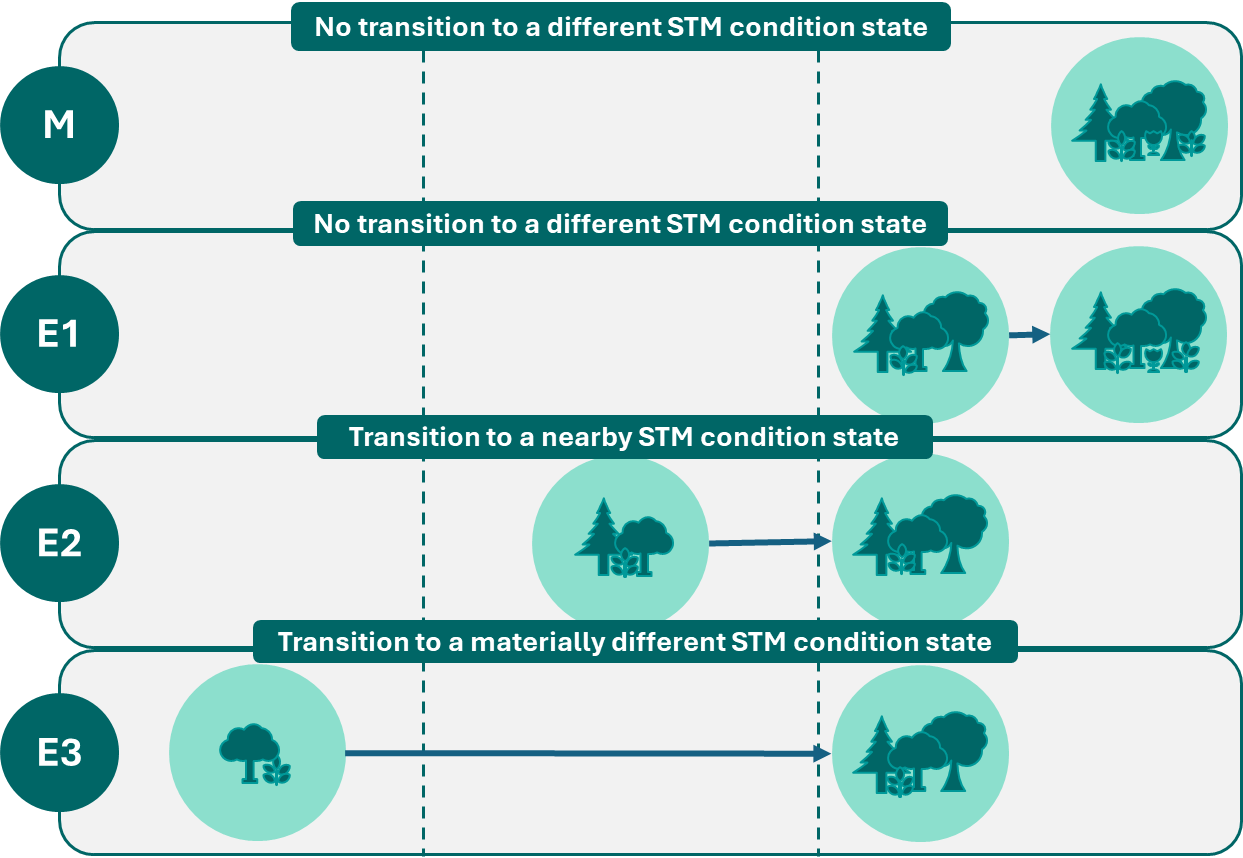 No transition to a different STM condition state
M
No transition to a different STM condition state
E1
Transition to a nearby STM condition state
E2
Transition to a materially different STM condition state
E3